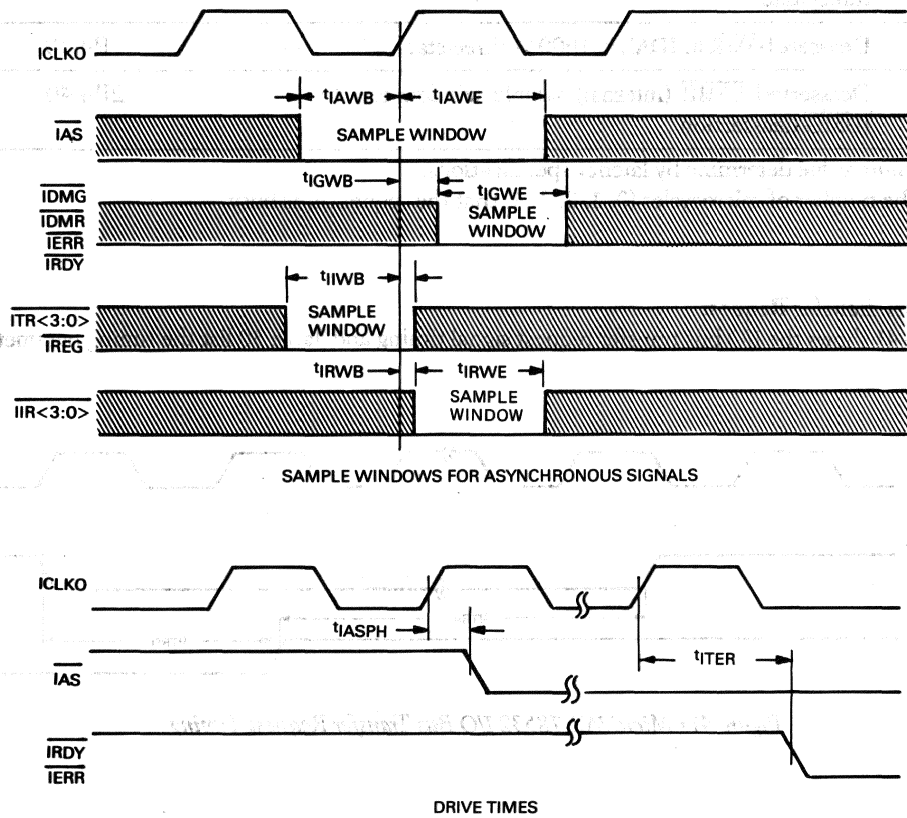 ICLKO
tIAWB
tIAWE
IAS
SAMPLE WINDOW
tIGWB
tIGWE
IDMG
IDMR
IERR
IRDY
SAMPLE
WINDOW
tIIWB
ITR<3:0>
IREG
SAMPLE
WINDOW
tIRWB
tIRWE
IIR<3:0>
SAMPLE
WINDOW
SAMPLE WINDOWS FOR ASYNCHRONOUS SIGNALS
ICLKO
tIASPH
tITER
IAS
IRDY
IERR
DRIVE TIMES